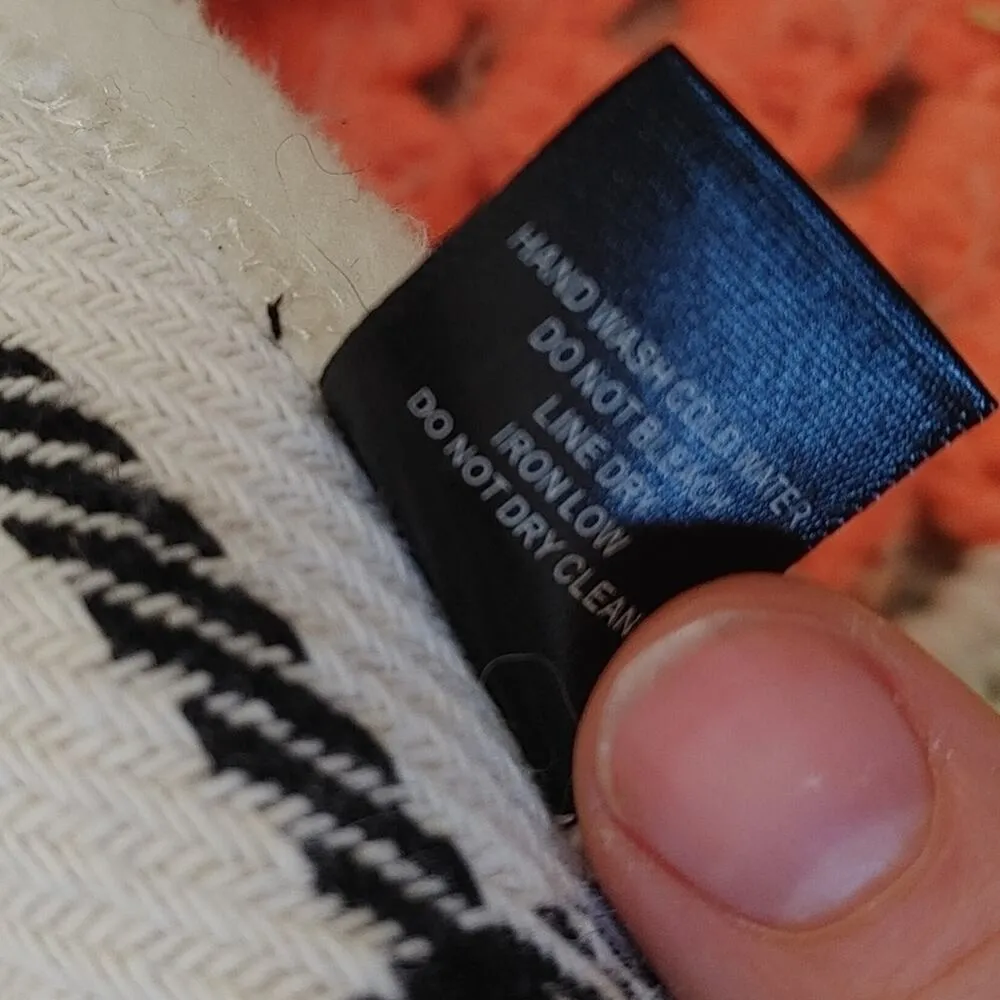 HAND WASH COLD WATER
DO NOT BLEACH
LINE DRY
IRON LOW
DO NOT DRY CLEAN